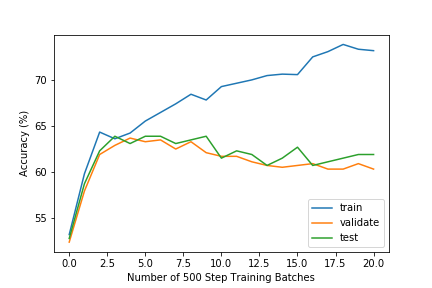 Accuracy (%)
70
65
60
55
0.0 2.5 5.0 7.5 10.0 12.5 15.0 17.5 20.0
Number of 500 Step Training Batches
train
validate
test